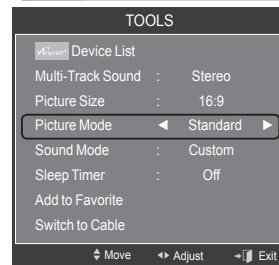 TOOLS
Anynet+ Device List
Multi-Track Sound : Stereo
Picture Size : 16:9
Picture Mode ◄ Standard ►
Sound Mode : Custom
Sleep Timer : Off
Add to Favorite
Switch to Cable
Move Adjust Exit